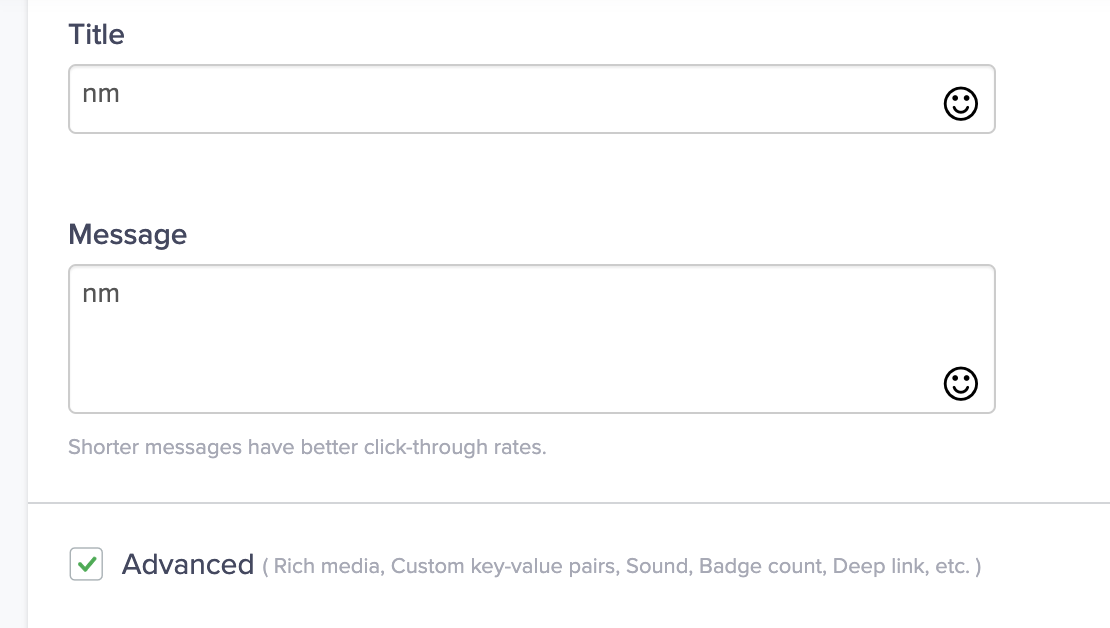 Title
nm
Message
nm
Shorter messages have better click-through rates.
Advanced ( Rich media, Custom key-value pairs, Sound, Badge count, Deep link, etc. )